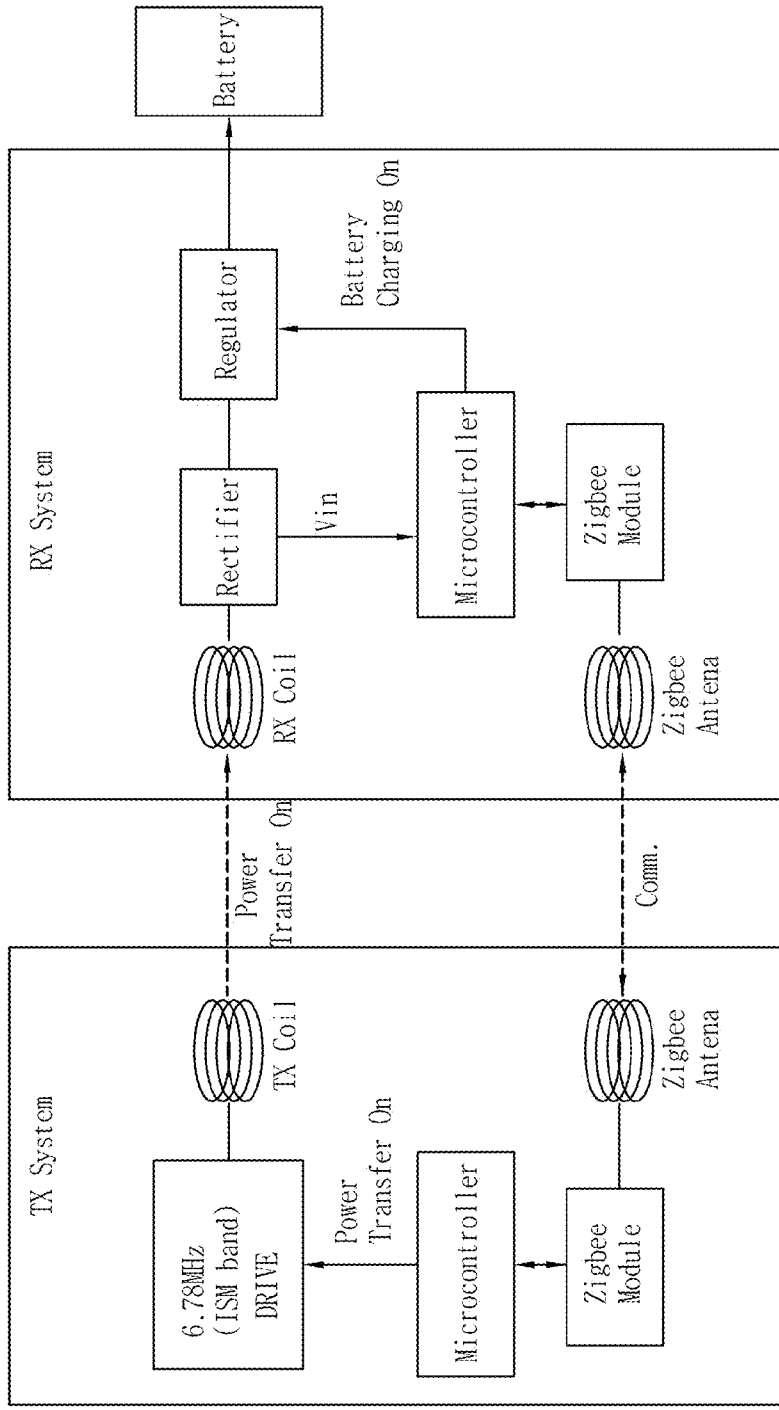 TX System
6.78MHz
(ISM band)
DRIVE
TX Coil
Power
Transfer On
Microcontroller
Zigbee
Module
Zigbee
Antena
Power
Transfer On
Comm.
RX System
RX Coil
Rectifier
Regulator
Vin
Battery
Charging On
Microcontroller
Zigbee
Antena
Zigbee
Module
Battery